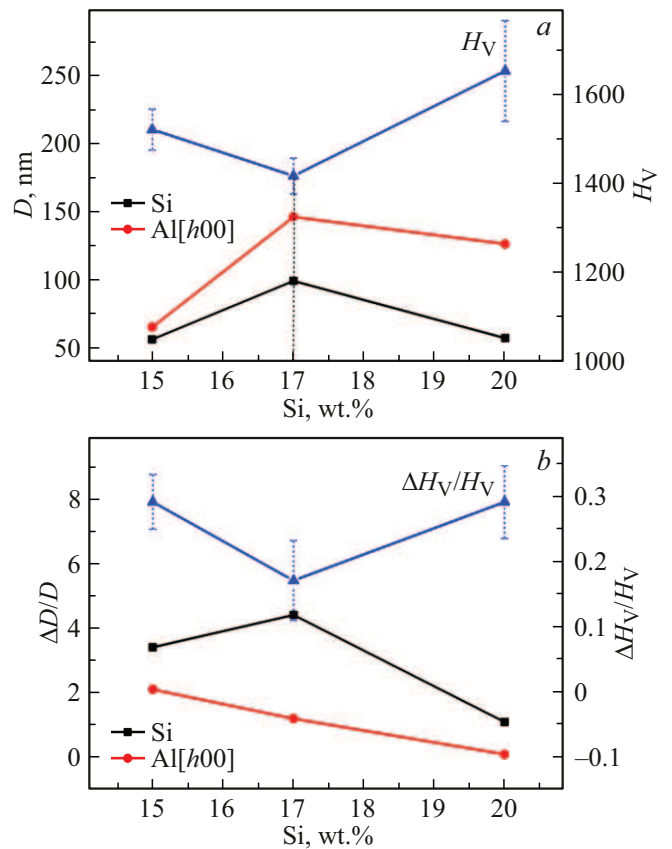 a
H_V
250
200
150
100
50
D, nm
Si
Al[h00]
1600
1400
1200
1000
H_V
15 16 17 18 19 20
Si, wt.%
b
ΔH_V/H_V
8
6
4
2
0
ΔD/D
Si
Al[h00]
0.3
0.2
0.1
0
–0.1
ΔH_V/H_V
15 16 17 18 19 20
Si, wt.%